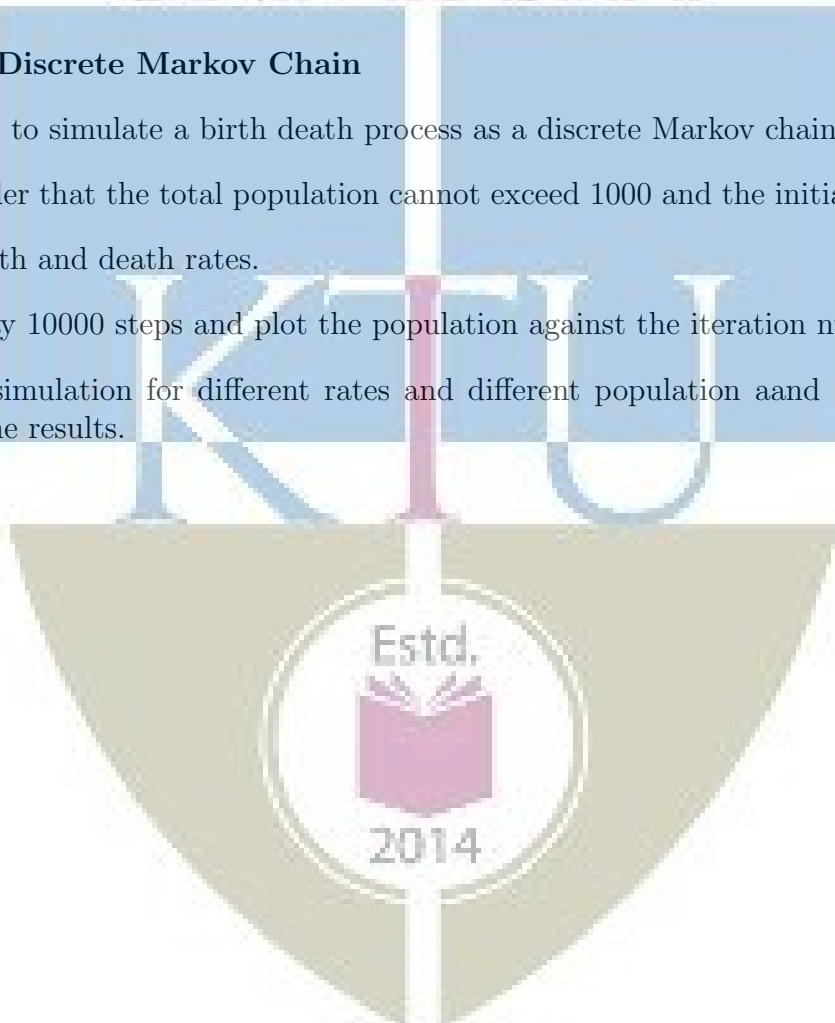 Discrete Markov Chain
to simulate a birth death process as a discrete Markov chain
er that the total population cannot exceed 1000 and the initia
th and death rates.
y 10000 steps and plot the population against the iteration n
simulation for different rates and different population aand
e results.
KTU
Estd.
2014